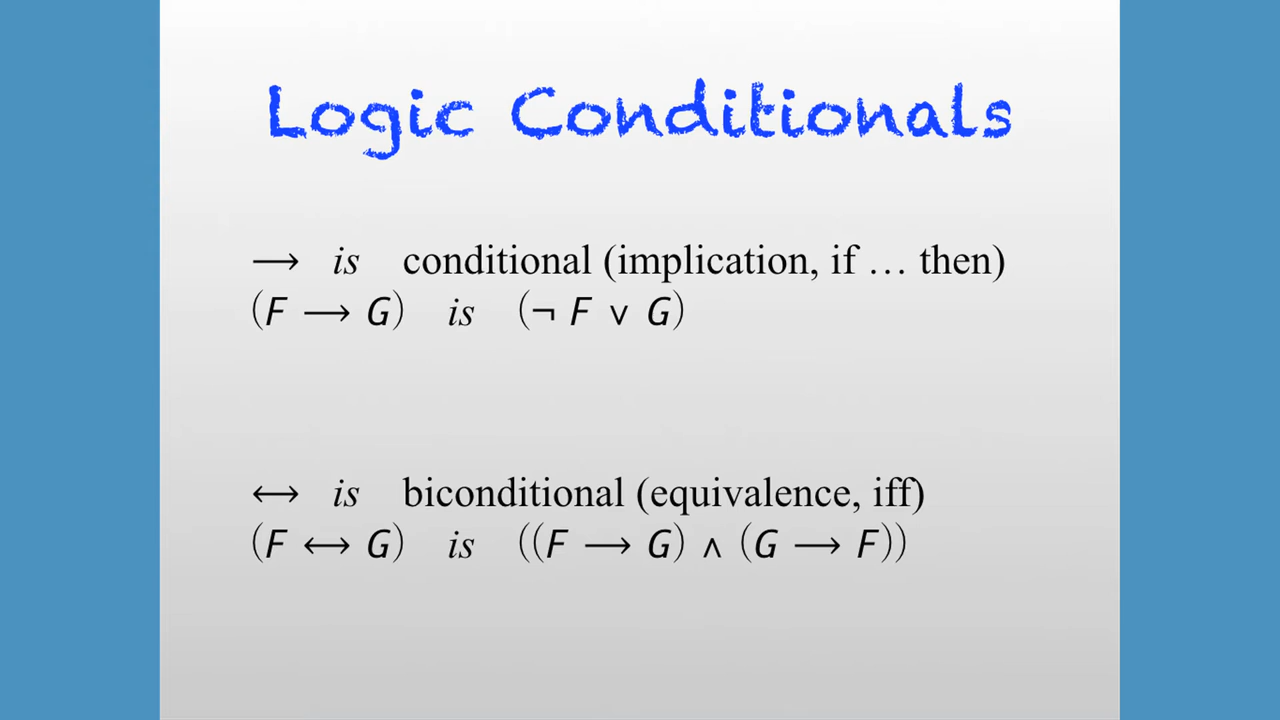 Logic Conditionals
⟶ is conditional (implication, if … then)
(F ⟶ G) is (¬ F ∨ G)
⟷ is biconditional (equivalence, iff)
(F ⟷ G) is ((F ⟶ G) ∧ (G ⟶ F))